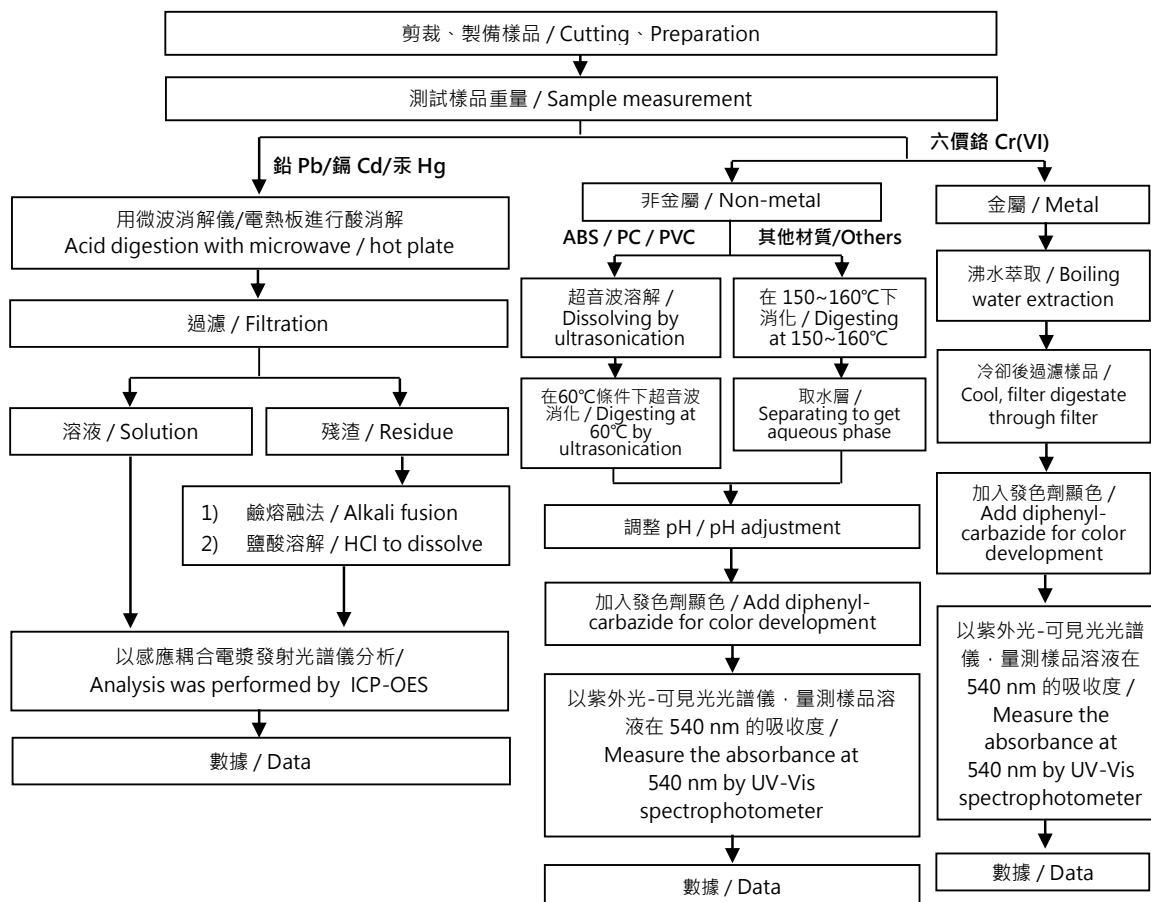 剪裁、製備樣品 / Cutting、Preparation
測試樣品重量 / Sample measurement
鉛 Pb/鎘 Cd/汞 Hg
六價鉻 Cr(VI)
用微波消解儀/電熱板進行酸消解
Acid digestion with microwave / hot plate
過濾 / Filtration
溶液 / Solution
殘渣 / Residue
1) 鹼熔融法 / Alkali fusion
2) 鹽酸溶解 / HCl to dissolve
以感應耦合電漿發射光譜儀分析/
Analysis was performed by ICP-OES
數據 / Data
非金屬 / Non-metal
ABS / PC / PVC
其他材質/Others
超音波溶解 /
Dissolving by
ultrasonication
在60℃條件下超音波
消化 / Digesting at
60℃ by
ultrasonication
在 150~160℃下
消化 / Digesting
at 150~160℃
取水層 /
Separating to get
aqueous phase
調整 pH / pH adjustment
加入發色劑顯色 / Add diphenyl-
carbazide for color development
以紫外光-可見光光譜儀，量測樣品溶
液在 540 nm 的吸收度 /
Measure the absorbance at
540 nm by UV-Vis
spectrophotometer
數據 / Data
金屬 / Metal
沸水萃取 / Boiling
water extraction
冷卻後過濾樣品 /
Cool, filter digestate
through filter
加入發色劑顯色 /
Add diphenyl-
carbazide for color
development
以紫外光-可見光光譜
儀，量測樣品溶液在
540 nm 的吸收度 /
Measure the
absorbance at
540 nm by UV-Vis
spectrophotometer
數據 / Data